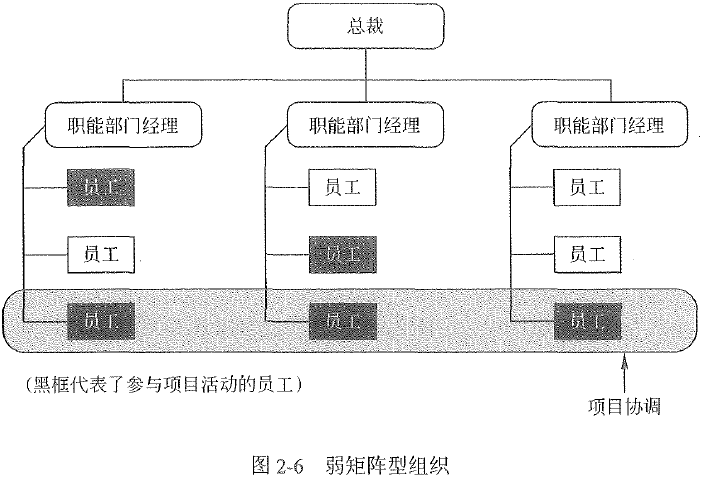 总裁
职能部门经理
职能部门经理
职能部门经理
员工
员工
员工
员工
员工
员工
员工
员工
员工
(黑框代表了参与项目活动的员工)
项目协调
图 2-6 弱矩阵型组织